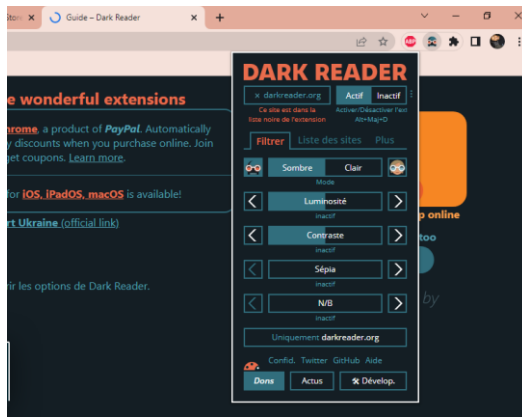 Guide – Dark Reader
DARK READER
darkreader.org
Actif
Inactif
Ce site est dans la
liste noire de l'extension
Activer/Désactiver l'ext
Alt+Maj+D
Filtrer
Liste des sites
Plus
Sombre
Clair
Mode
Luminosité
inactif
Contraste
inactif
Sépia
inactif
N/B
inactif
Uniquement darkreader.org
Confid. Twitter GitHub Aide
Dons
Actus
Dévelop.
e wonderful extensions
hrome, a product of PayPal. Automatically
y discounts when you purchase online. Join
get coupons. Learn more.
for iOS, iPadOS, macOS is available!
rt Ukraine (official link)
rir les options de Dark Reader.
p online
too
by
ABP